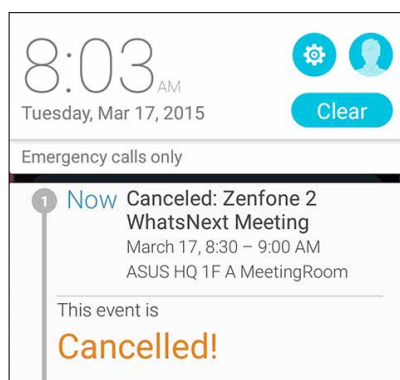 8:03 AM
Tuesday, Mar 17, 2015
Clear
Emergency calls only
1 Now Canceled: Zenfone 2
WhatsNext Meeting
March 17, 8:30 – 9:00 AM
ASUS HQ 1F A MeetingRoom
This event is
Cancelled!